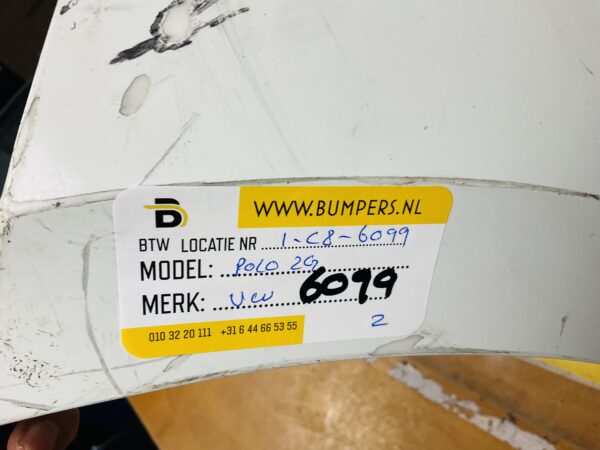 WWW.BUMPERS.NL
B
BTW LOCATIE NR 1-C8-6099
MODEL: POLO 2G
MERK: VW 6099
010 32 20 111 +31 6 44 66 53 55
2